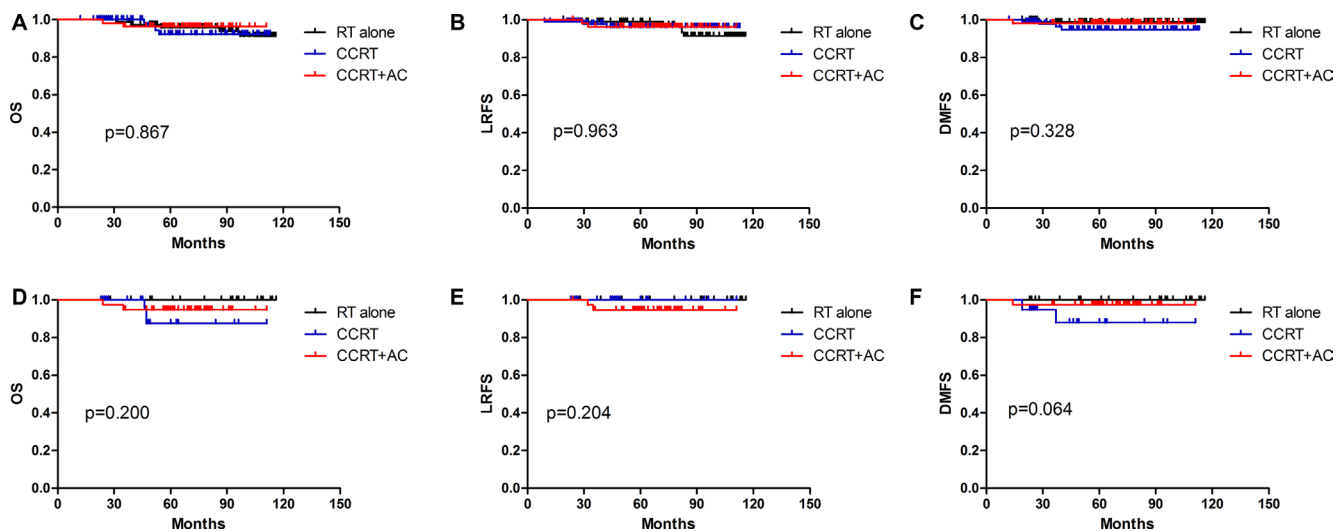 A
OS
1.0
0.8
0.6
0.4
0.2
0.0
p=0.867
RT alone
CCRT
CCRT+AC
0 30 60 90 120 150
Months
B
LRFS
1.0
0.8
0.6
0.4
0.2
0.0
p=0.963
RT alone
CCRT
CCRT+AC
0 30 60 90 120 150
Months
C
DMFS
1.0
0.8
0.6
0.4
0.2
0.0
p=0.328
RT alone
CCRT
CCRT+AC
0 30 60 90 120 150
Months
D
OS
1.0
0.8
0.6
0.4
0.2
0.0
p=0.200
RT alone
CCRT
CCRT+AC
0 30 60 90 120 150
Months
E
LRFS
1.0
0.8
0.6
0.4
0.2
0.0
p=0.204
RT alone
CCRT
CCRT+AC
0 30 60 90 120 150
Months
F
DMFS
1.0
0.8
0.6
0.4
0.2
0.0
p=0.064
RT alone
CCRT
CCRT+AC
0 30 60 90 120 150
Months